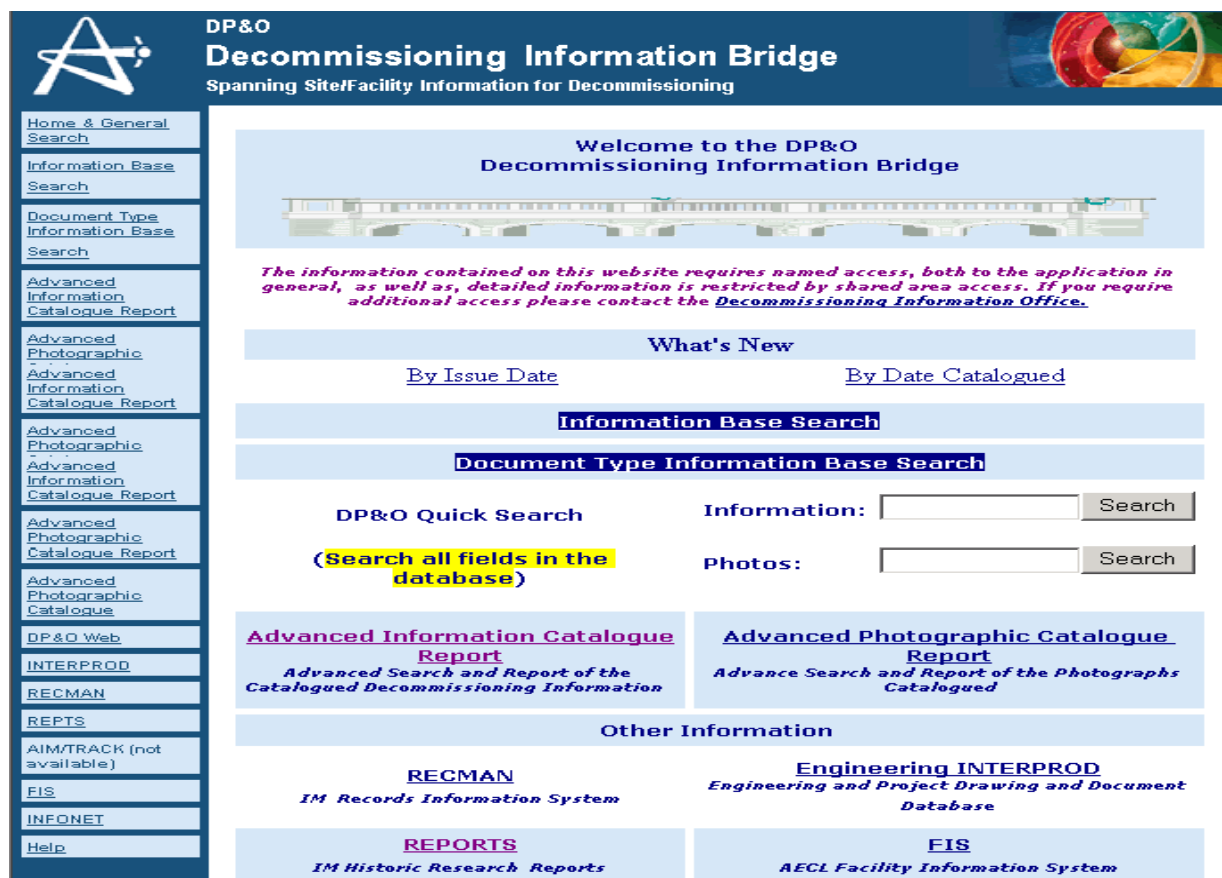 DP&O
Decommissioning Information Bridge
Spanning Site/Facility Information for Decommissioning
Home & General
Search
Information Base
Search
Document Type
Information Base
Search
Advanced
Information
Catalogue Report
Advanced
Photographic
Advanced
Information
Catalogue Report
Advanced
Photographic
Advanced
Information
Catalogue Report
Advanced
Photographic
Catalogue Report
Advanced
Photographic
Catalogue
DP&O Web
INTERPROD
RECMAN
REPTS
AIM/TRACK (not
available)
FIS
INFONET
Help
Welcome to the DP&O
Decommissioning Information Bridge
The information contained on this website requires named access, both to the application in
general, as well as, detailed information is restricted by shared area access. If you require
additional access please contact the Decommissioning Information Office.
What's New
By Issue Date By Date Catalogued
Information Base Search
Document Type Information Base Search
DP&O Quick Search
(Search all fields in the
database)
Information: Search
Photos: Search
Advanced Information Catalogue
Report
Advanced Search and Report of the
Catalogued Decommissioning Information
Advanced Photographic Catalogue
Report
Advance Search and Report of the Photographs
Catalogued
Other Information
RECMAN
IM Records Information System
Engineering INTERPROD
Engineering and Project Drawing and Document
Database
REPORTS
IM Historic Research Reports
FIS
AECL Facility Information System